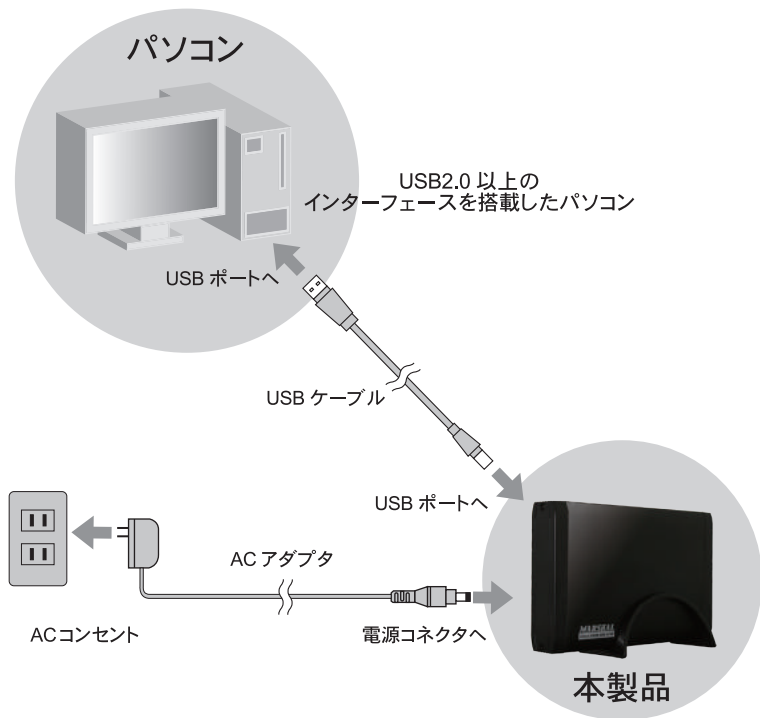 パソコン
USB2.0 以上の
インターフェースを搭載したパソコン
USB ポートへ
USB ケーブル
USB ポートへ
AC アダプタ
ACコンセント
電源コネクタへ
MARSHAL
本製品